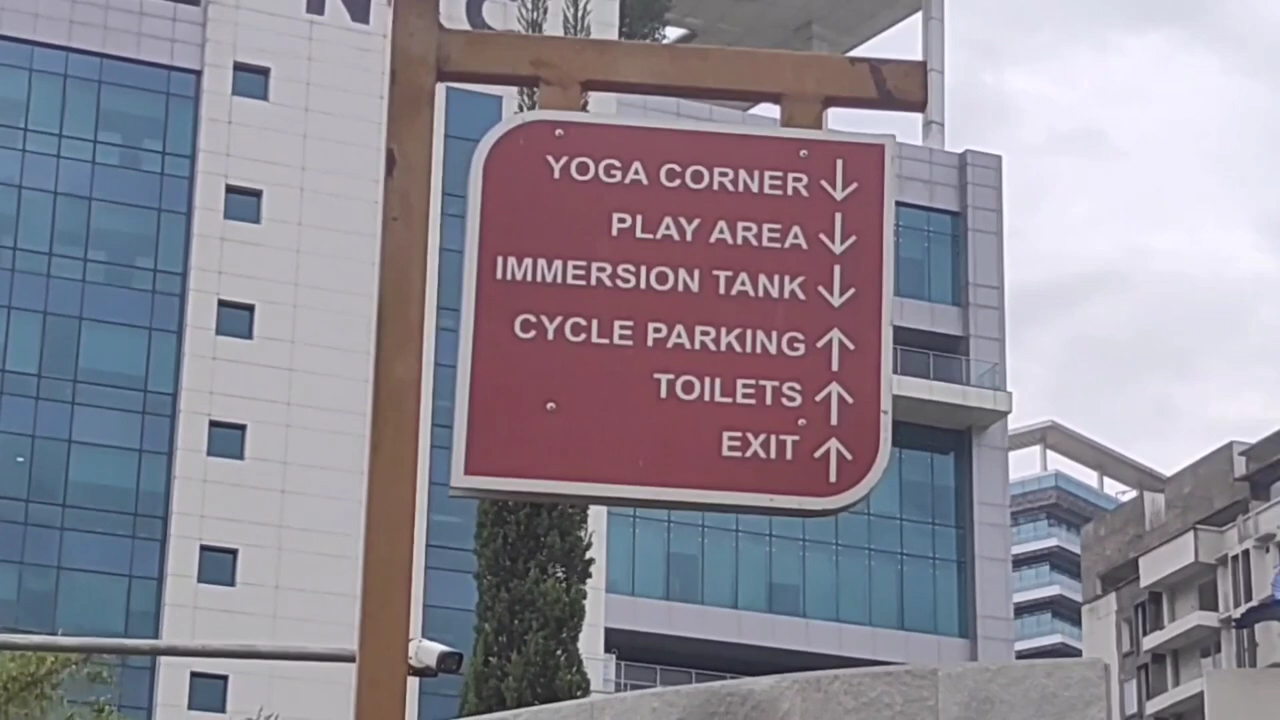 YOGA CORNER ↓
PLAY AREA ↓
IMMERSION TANK ↓
CYCLE PARKING ↑
TOILETS ↑
EXIT ↑